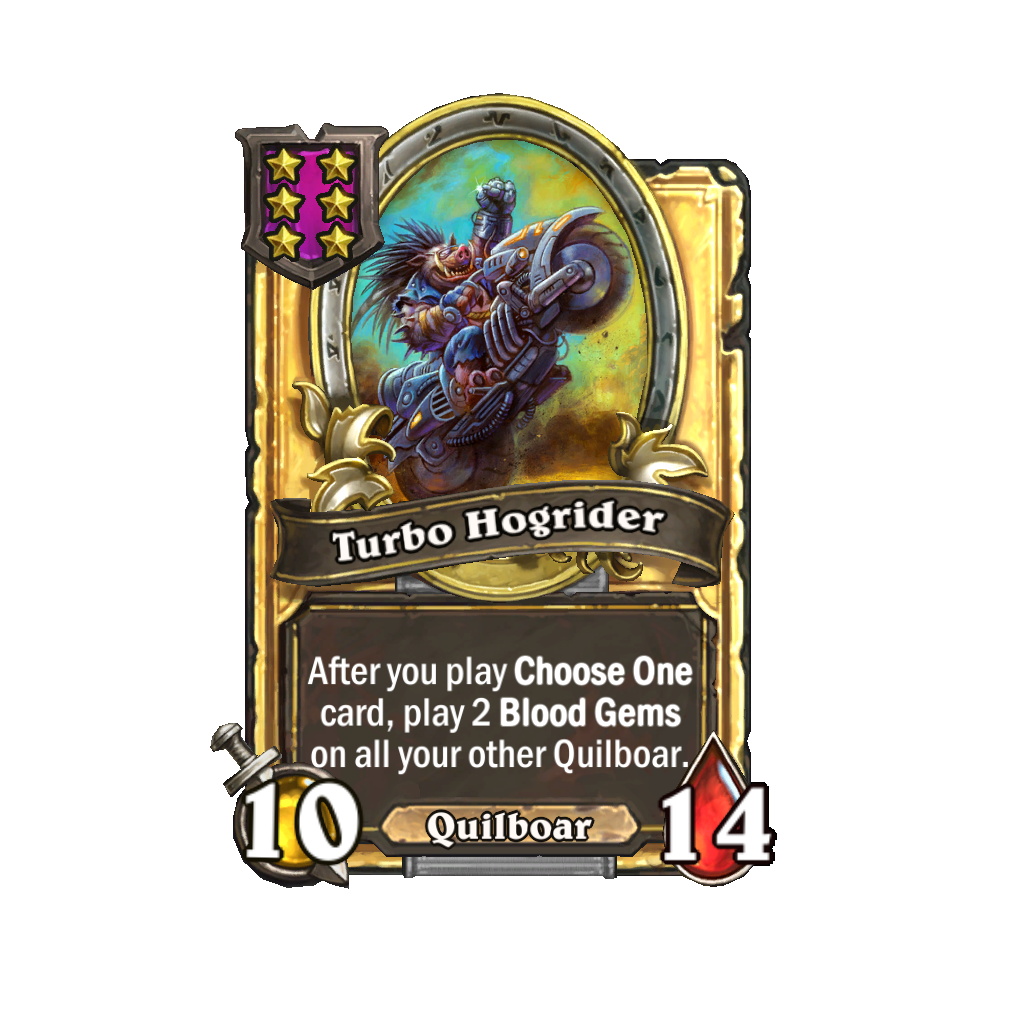 Turbo Hogrider
After you play Choose One
card, play 2 Blood Gems
on all your other Quilboar.
10
Quilboar
14